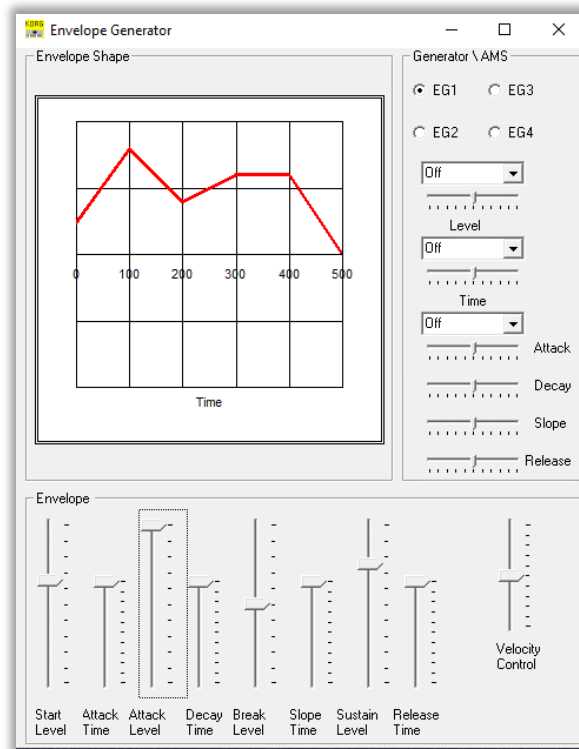 KORG
Envelope Generator
Envelope Shape
0 100 200 300 400 500
Time
Generator \ AMS
EG1 EG3
EG2 EG4
Off
Level
Off
Time
Off
Attack
Decay
Slope
Release
Envelope
Velocity
Control
Start Attack Attack Decay Break Slope Sustain Release
Level Time Level Time Level Time Level Time